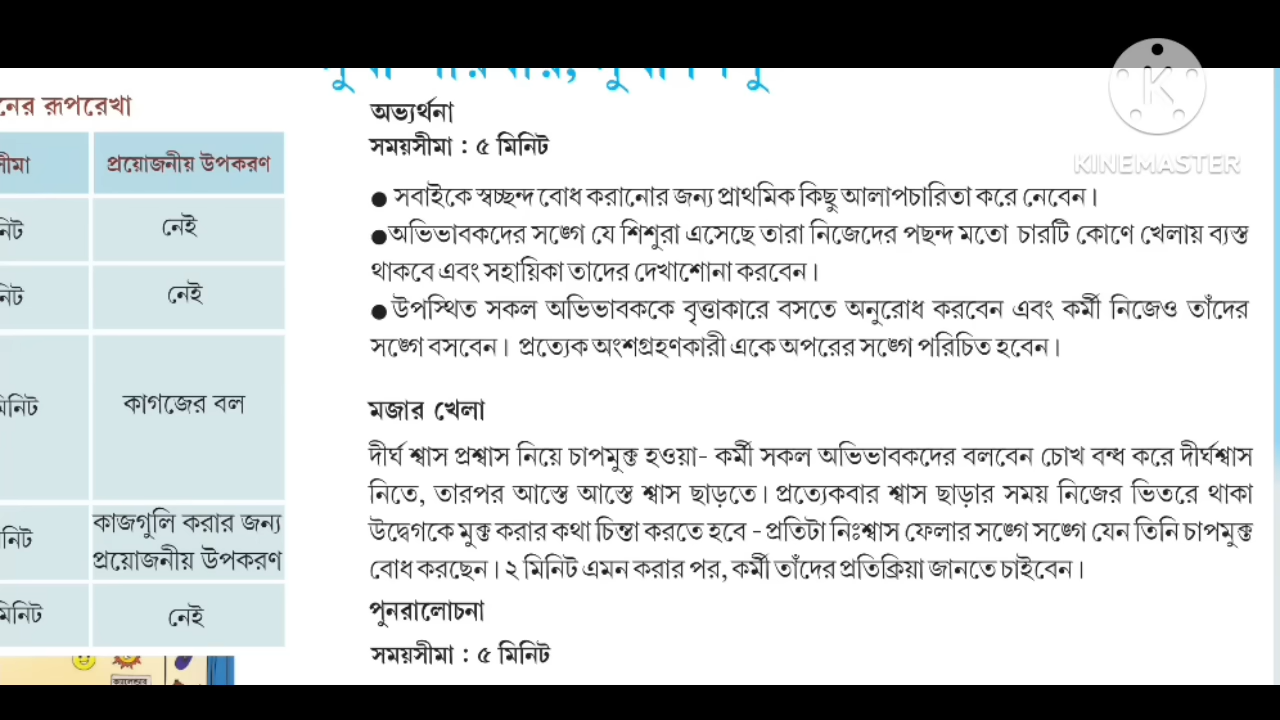 KINEMASTER
নের রূপরেখা
সীমা প্রয়োজনীয় উপকরণ
নিট নেই
নিট নেই
মিনিট কাগজের বল
নিট কাজগুলি করার জন্য
প্রয়োজনীয় উপকরণ
মিনিট নেই
অভ্যর্থনা
সময়সীমা : ৫ মিনিট
● সবাইকে স্বচ্ছন্দ বোধ করানোর জন্য প্রাথমিক কিছু আলাপচারিতা করে নেবেন।
●অভিভাবকদের সঙ্গে যে শিশুরা এসেছে তারা নিজেদের পছন্দ মতো চারটি কোণে খেলায় ব্যস্ত
থাকবে এবং সহায়িকা তাদের দেখাশোনা করবেন।
● উপস্থিত সকল অভিভাবককে বৃত্তাকারে বসতে অনুরোধ করবেন এবং কর্মী নিজেও তাঁদের
সঙ্গে বসবেন। প্রত্যেক অংশগ্রহণকারী একে অপরের সঙ্গে পরিচিত হবেন।
মজার খেলা
দীর্ঘ শ্বাস প্রশ্বাস নিয়ে চাপমুক্ত হওয়া- কর্মী সকল অভিভাবকদের বলবেন চোখ বন্ধ করে দীর্ঘশ্বাস
নিতে, তারপর আস্তে আস্তে শ্বাস ছাড়তে। প্রত্যেকবার শ্বাস ছাড়ার সময় নিজের ভিতরে থাকা
উদ্বেগকে মুক্ত করার কথা চিন্তা করতে হবে - প্রতিটা নিঃশ্বাস ফেলার সঙ্গে সঙ্গে যেন তিনি চাপমুক্ত
বোধ করছেন। ২ মিনিট এমন করার পর, কর্মী তাঁদের প্রতিক্রিয়া জানতে চাইবেন।
পুনরালোচনা
সময়সীমা : ৫ মিনিট